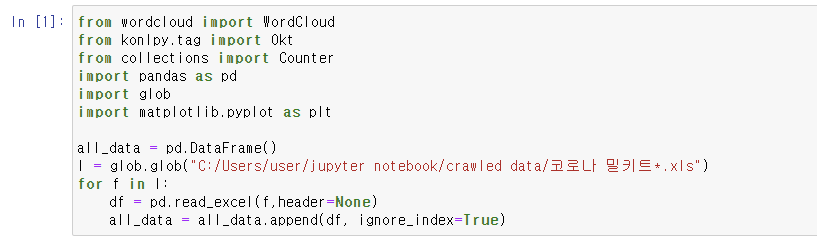 In [1]:
from wordcloud import WordCloud
from konlpy.tag import Okt
from collections import Counter
import pandas as pd
import glob
import matplotlib.pyplot as plt

all_data = pd.DataFrame()
l = glob.glob("C:/Users/user/jupyter notebook/crawled data/코로나 밀키트*.xls")
for f in l:
    df = pd.read_excel(f,header=None)
    all_data = all_data.append(df, ignore_index=True)